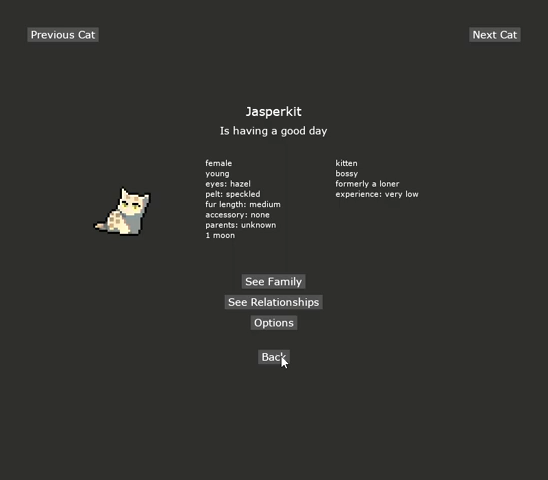 Previous Cat
Next Cat
Jasperkit
Is having a good day
female
young
eyes: hazel
pelt: speckled
fur length: medium
accessory: none
parents: unknown
1 moon
kitten
bossy
formerly a loner
experience: very low
See Family
See Relationships
Options
Back